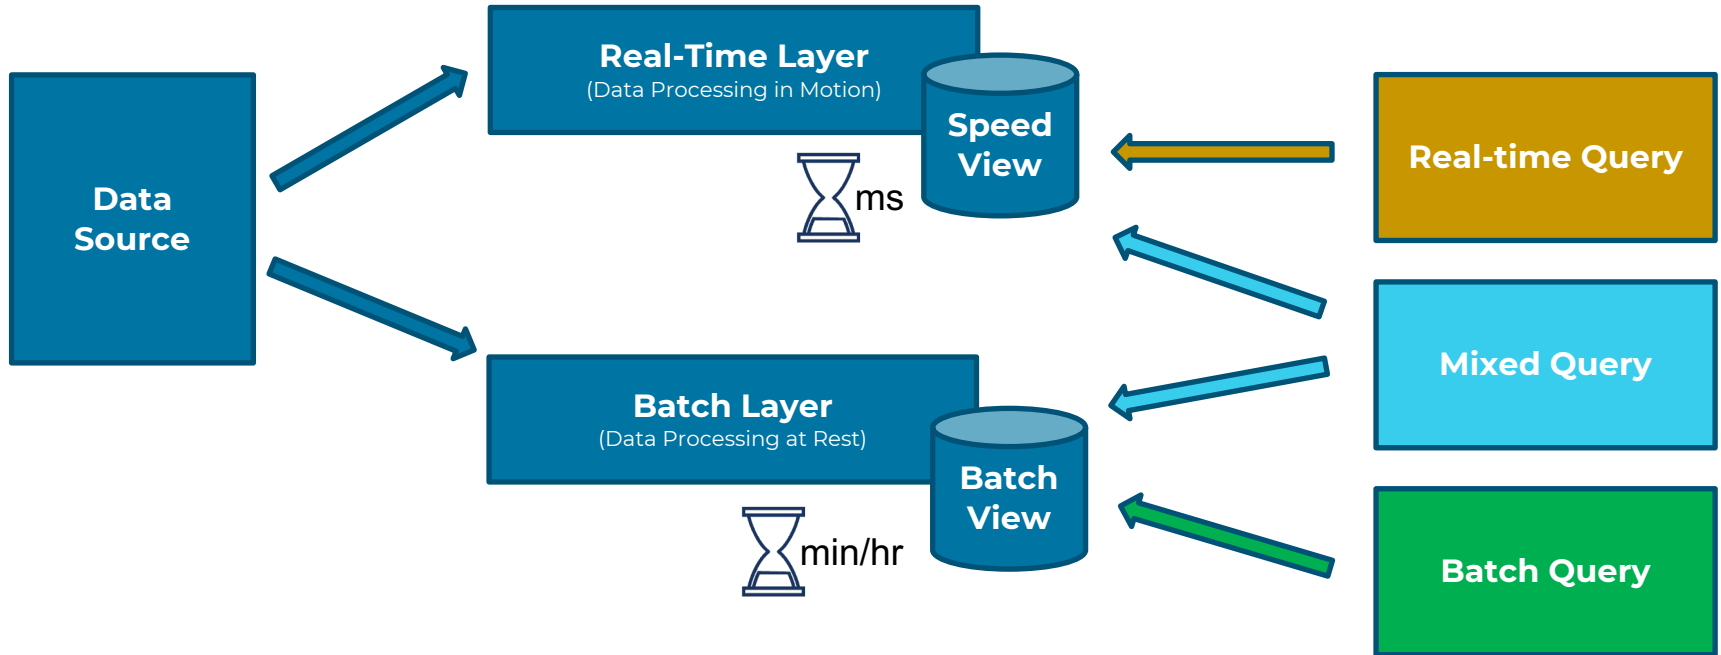 Data
Source
Real-Time Layer
(Data Processing in Motion)
Speed
View
ms
Batch Layer
(Data Processing at Rest)
Batch
View
min/hr
Real-time Query
Mixed Query
Batch Query